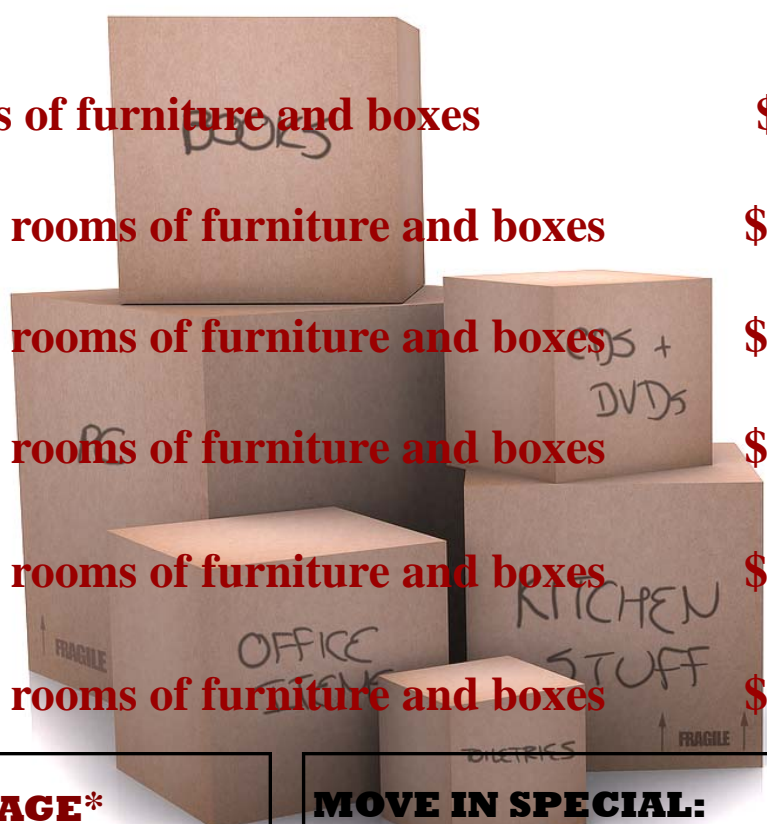 s of furniture and boxes $
BOOKS
rooms of furniture and boxes $
rooms of furniture and boxes $
CDS +
DVDs
rooms of furniture and boxes $
PC
rooms of furniture and boxes $
KITCHEN
STUFF
OFFICE
ITEMS
FRAGILE
rooms of furniture and boxes $
FRAGILE
TOILETRIES
AGE*
MOVE IN SPECIAL: